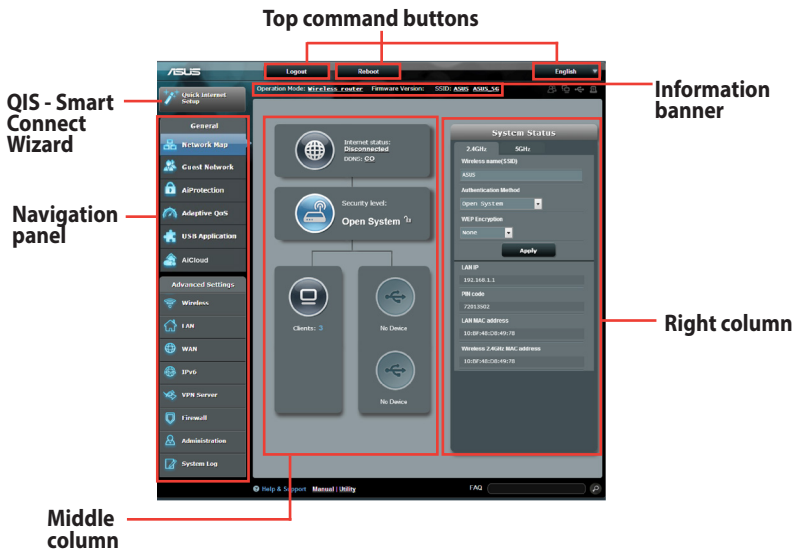 Top command buttons
ASUS
Logout
Reboot
English
Quick Internet
Setup
Operation Mode: Wireless router Firmware Version: SSID: ASUS ASUS_5G
Information
banner
QIS - Smart
Connect
Wizard
Navigation
panel
General
Network Map
Guest Network
AiProtection
Adaptive QoS
USB Application
AiCloud
Advanced Settings
Wireless
LAN
WAN
IPv6
VPN Server
Firewall
Administration
System Log
Internet status:
Disconnected
DDNS: GO
Security level:
Open System
Clients: 3
No Device
No Device
System Status
2.4GHz 5GHz
Wireless name(SSID)
ASUS
Authentication Method
Open System
WEP Encryption
None
Apply
LAN IP
192.168.1.1
PIN code
72013502
LAN MAC address
10:BF:48:D8:49:78
Wireless 2.4GHz MAC address
10:BF:48:D8:49:78
Right column
Help & Support Manual | Utility
FAQ
Middle
column